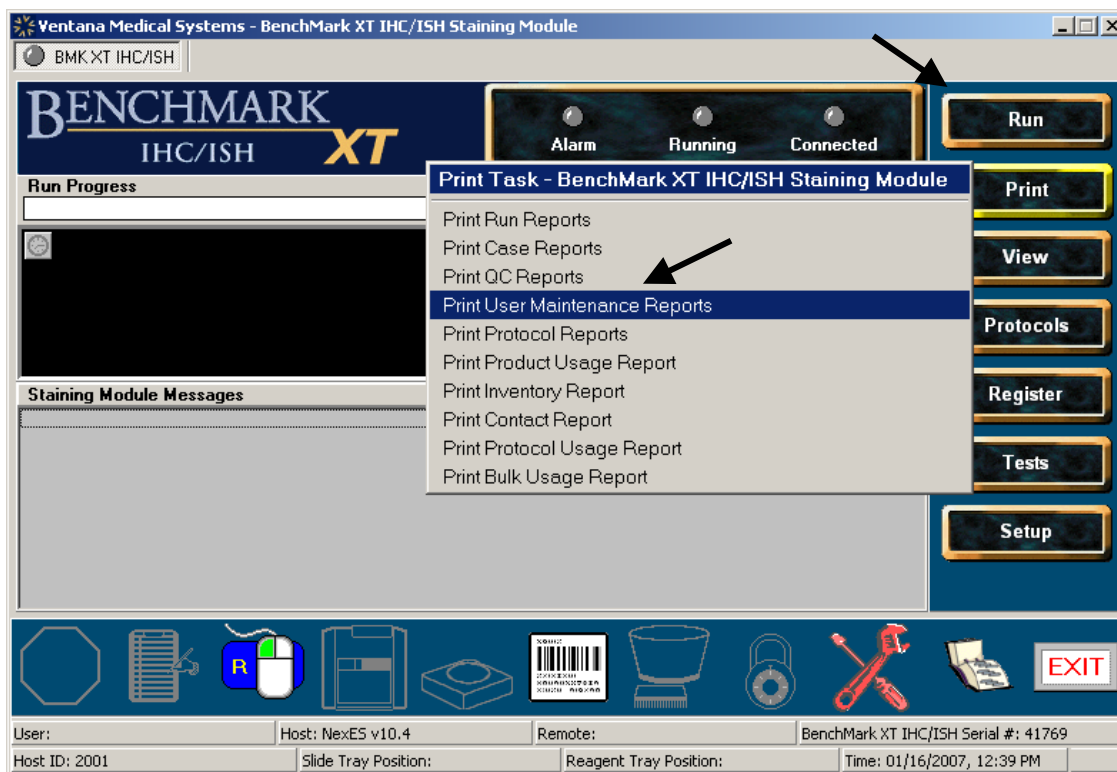 Ventana Medical Systems - BenchMark XT IHC/ISH Staining Module
BMK XT IHC/ISH
BENCHMARK
IHC/ISH XT
Alarm Running Connected
Run
Print
View
Protocols
Register
Tests
Setup
Run Progress
Print Task - BenchMark XT IHC/ISH Staining Module
Print Run Reports
Print Case Reports
Print QC Reports
Print User Maintenance Reports
Print Protocol Reports
Print Product Usage Report
Print Inventory Report
Print Contact Report
Print Protocol Usage Report
Print Bulk Usage Report
Staining Module Messages
R
EXIT
User: Host: NexES v10.4 Remote: BenchMark XT IHC/ISH Serial #: 41769
Host ID: 2001 Slide Tray Position: Reagent Tray Position: Time: 01/16/2007, 12:39 PM